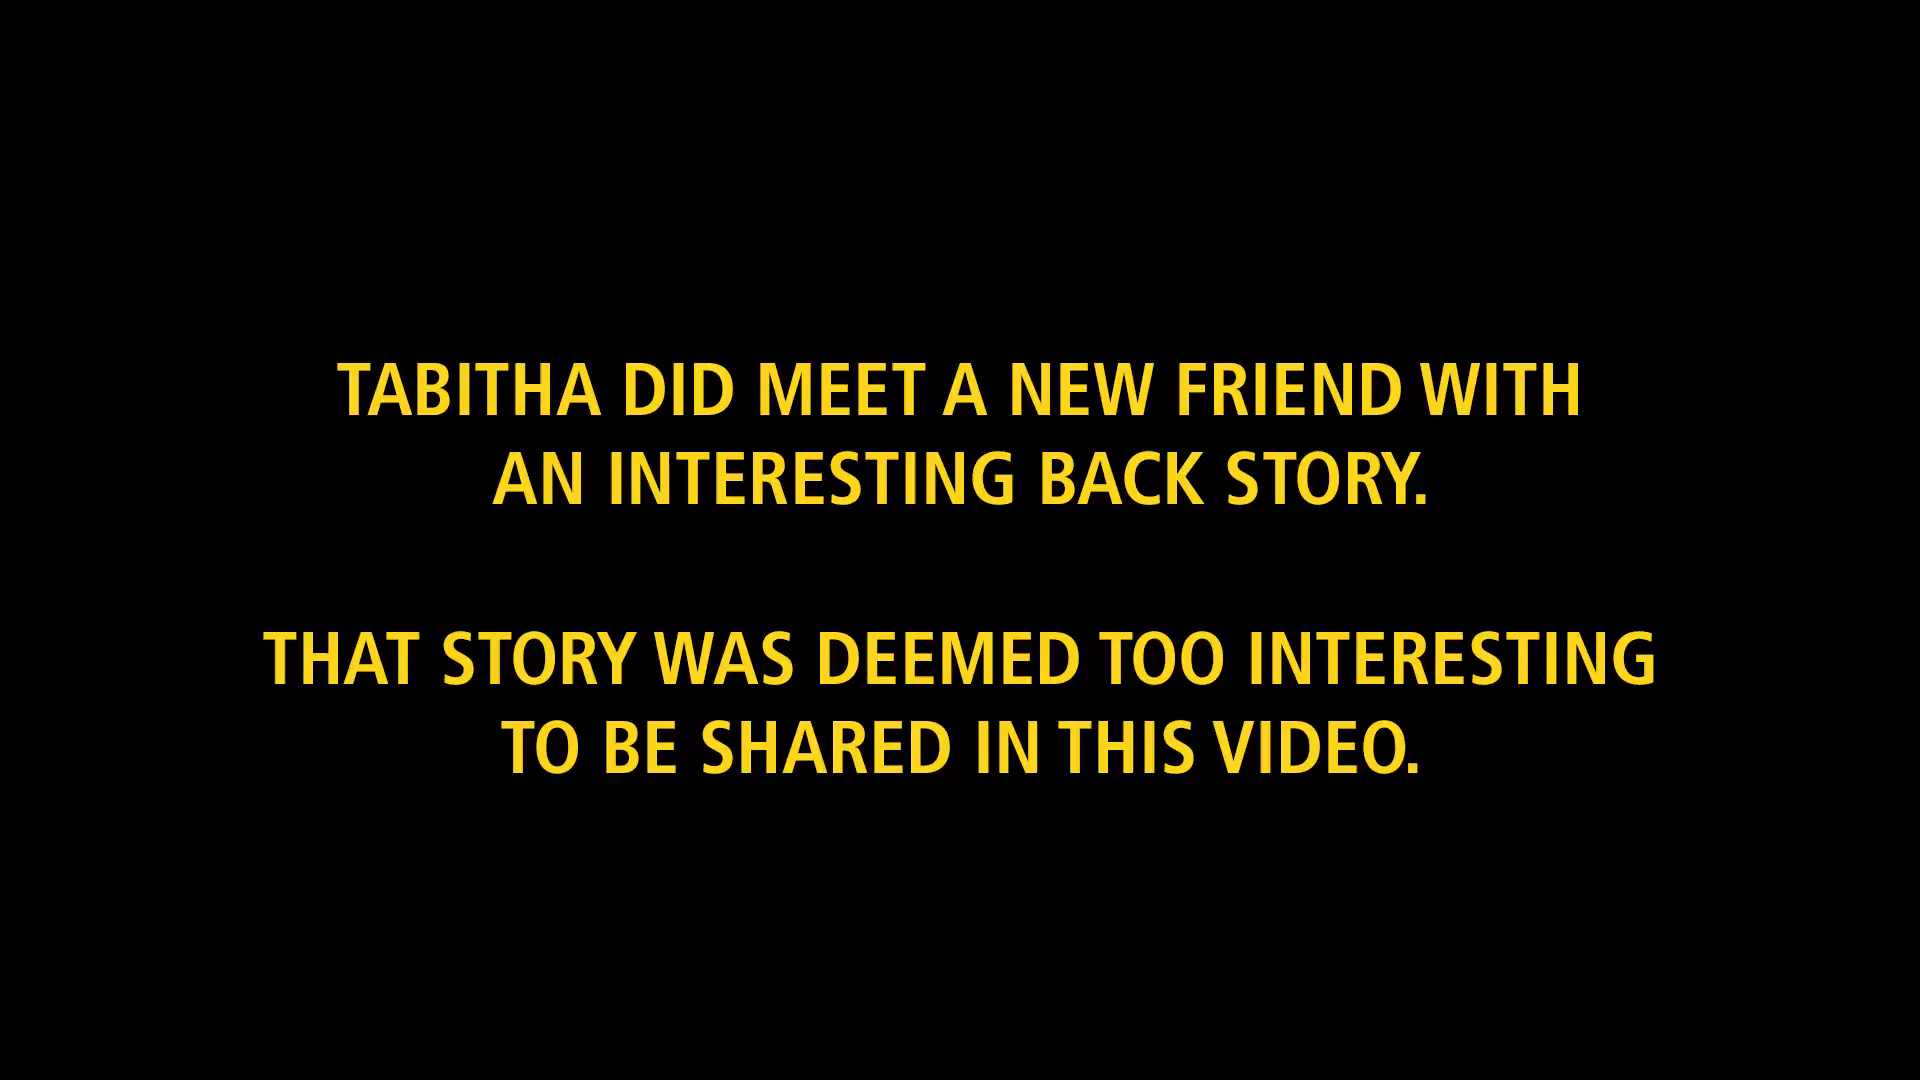 TABITHA DID MEET A NEW FRIEND WITH
AN INTERESTING BACK STORY.
THAT STORY WAS DEEMED TOO INTERESTING
TO BE SHARED IN THIS VIDEO.